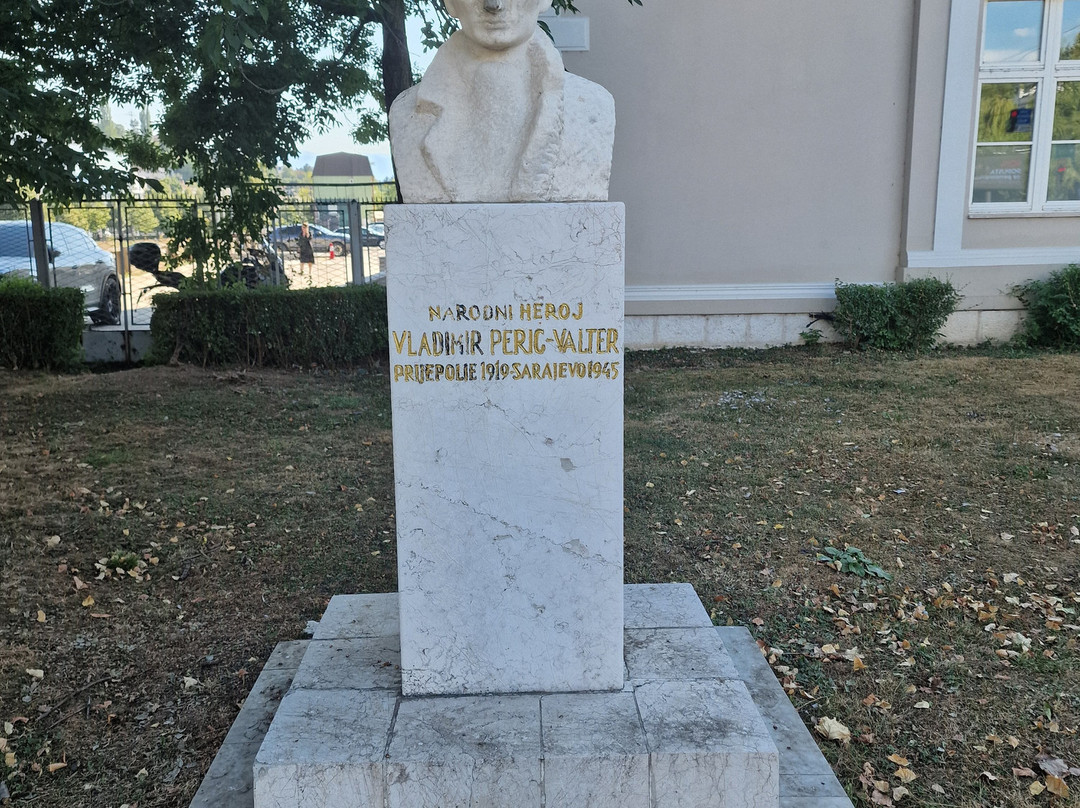 NARODNI HEROJ
VLADIMIR PERIĆ-VALTER
PRIJEPOLJE 1919-SARAJEVO 1945